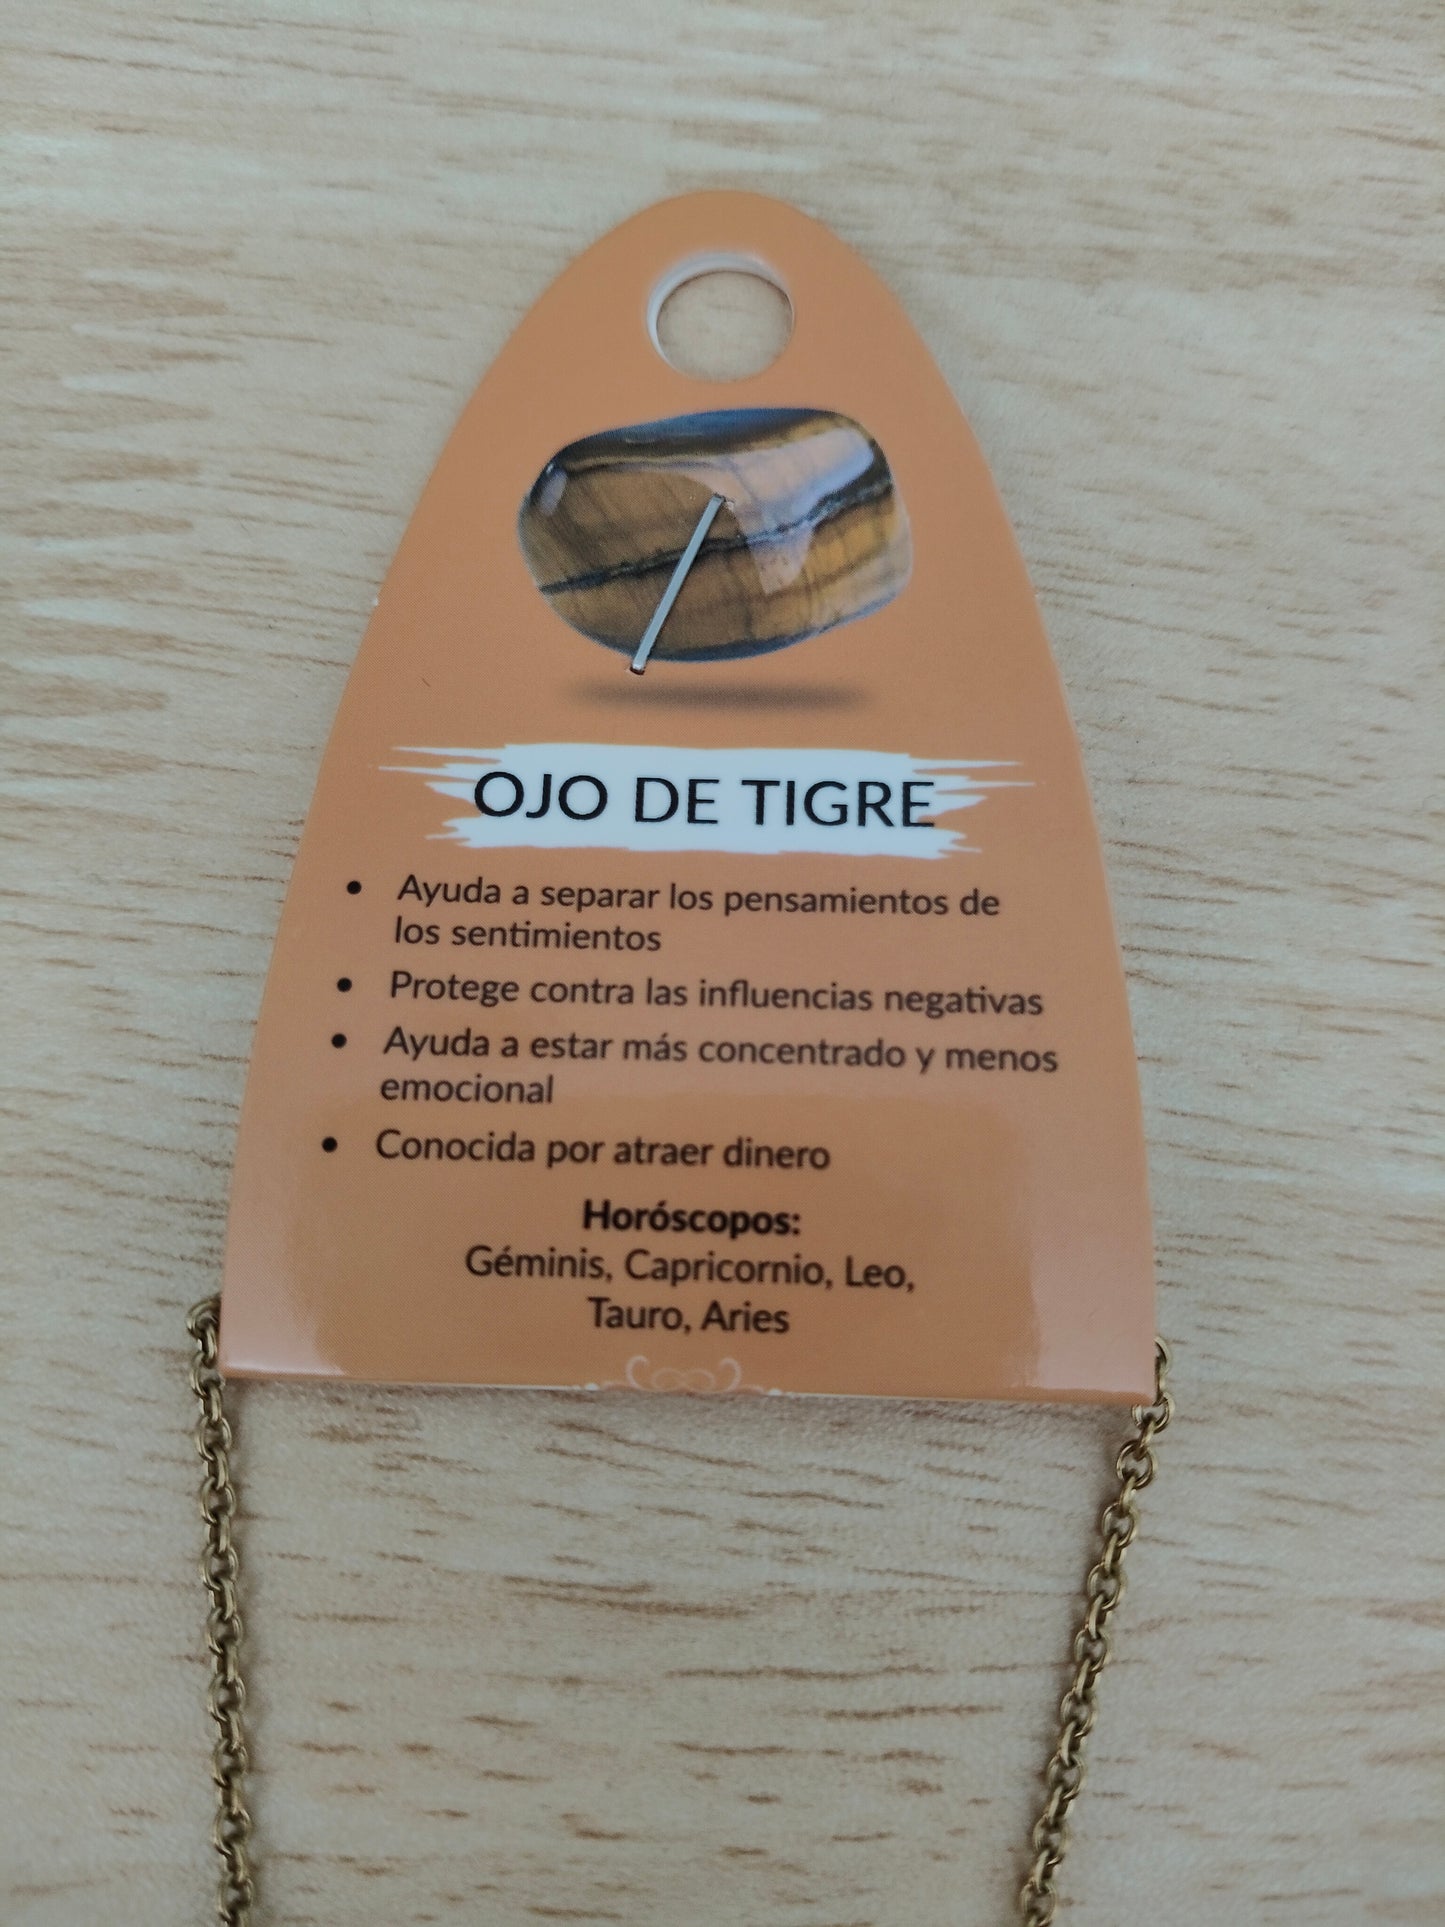 OJO DE TIGRE
• Ayuda a separar los pensamientos de
los sentimientos
• Protege contra las influencias negativas
• Ayuda a estar más concentrado y menos
emocional
• Conocida por atraer dinero
Horóscopos:
Géminis, Capricornio, Leo,
Tauro, Aries